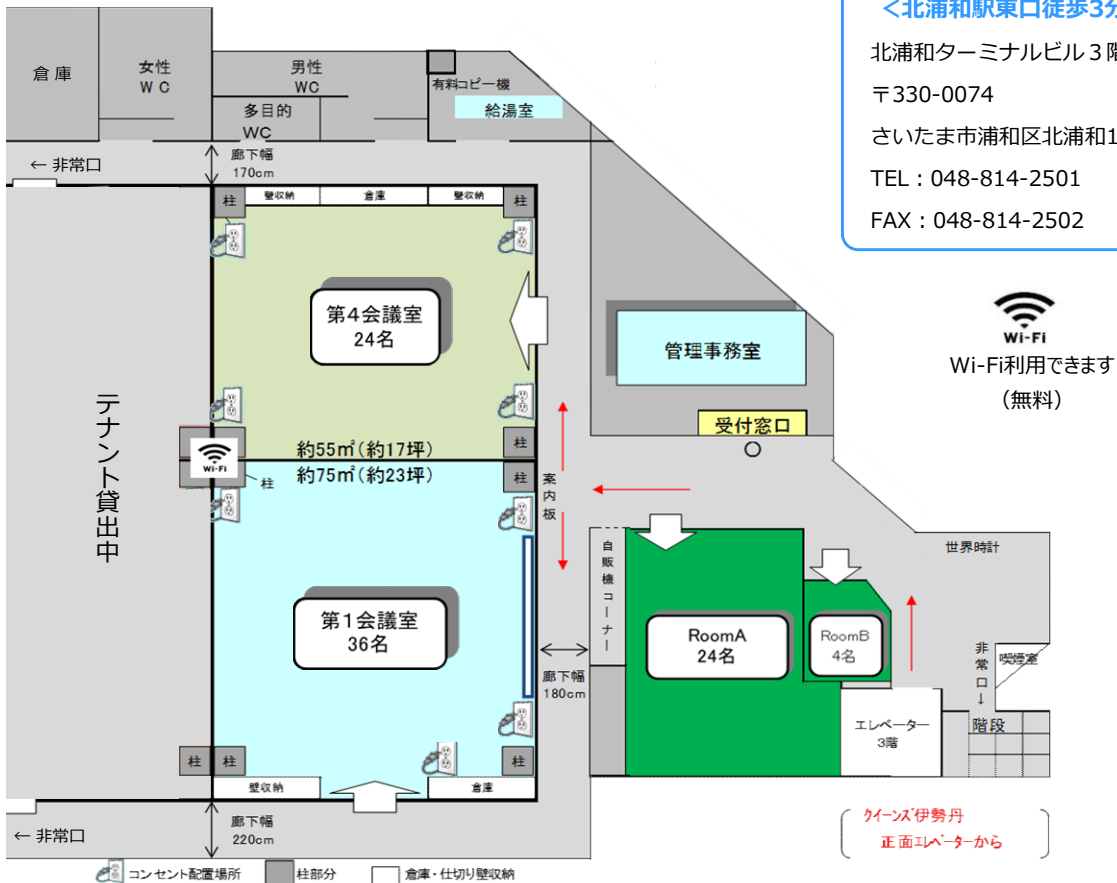 <北浦和駅東口徒歩3分
北浦和ターミナルビル3階
〒330-0074
さいたま市浦和区北浦和1
TEL：048-814-2501
FAX：048-814-2502
Wi-Fi
Wi-Fi利用できます
（無料）
倉庫
女性
WC
男性
WC
多目的
WC
有料コピー機
給湯室
← 非常口
廊下幅
170cm
柱
壁収納
倉庫
壁収納
柱
第4会議室
24名
管理事務室
受付窓口
テナント貸出中
Wi-Fi
約55㎡(約17坪)
柱
約75㎡(約23坪)
柱
柱
案内板
自販機コーナー
世界時計
第1会議室
36名
RoomA
24名
RoomB
4名
非常口↓
喫煙室
廊下幅
180cm
エレベーター
3階
階段
柱
柱
柱
壁収納
倉庫
← 非常口
廊下幅
220cm
クイーンズ伊勢丹
正面エレベーターから
コンセント配置場所
柱部分
倉庫・仕切り壁収納